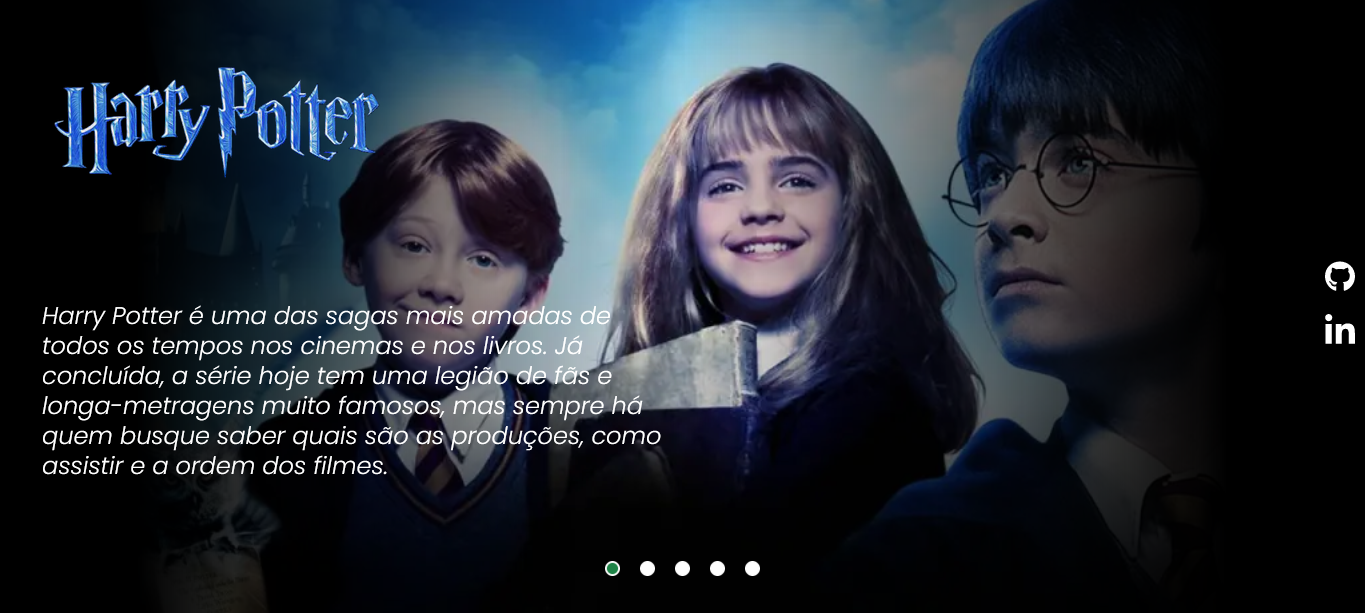 Harry Potter
Harry Potter é uma das sagas mais amadas de
todos os tempos nos cinemas e nos livros. Já
concluída, a série hoje tem uma legião de fãs e
longa-metragens muito famosos, mas sempre há
quem busque saber quais são as produções, como
assistir e a ordem dos filmes.
in